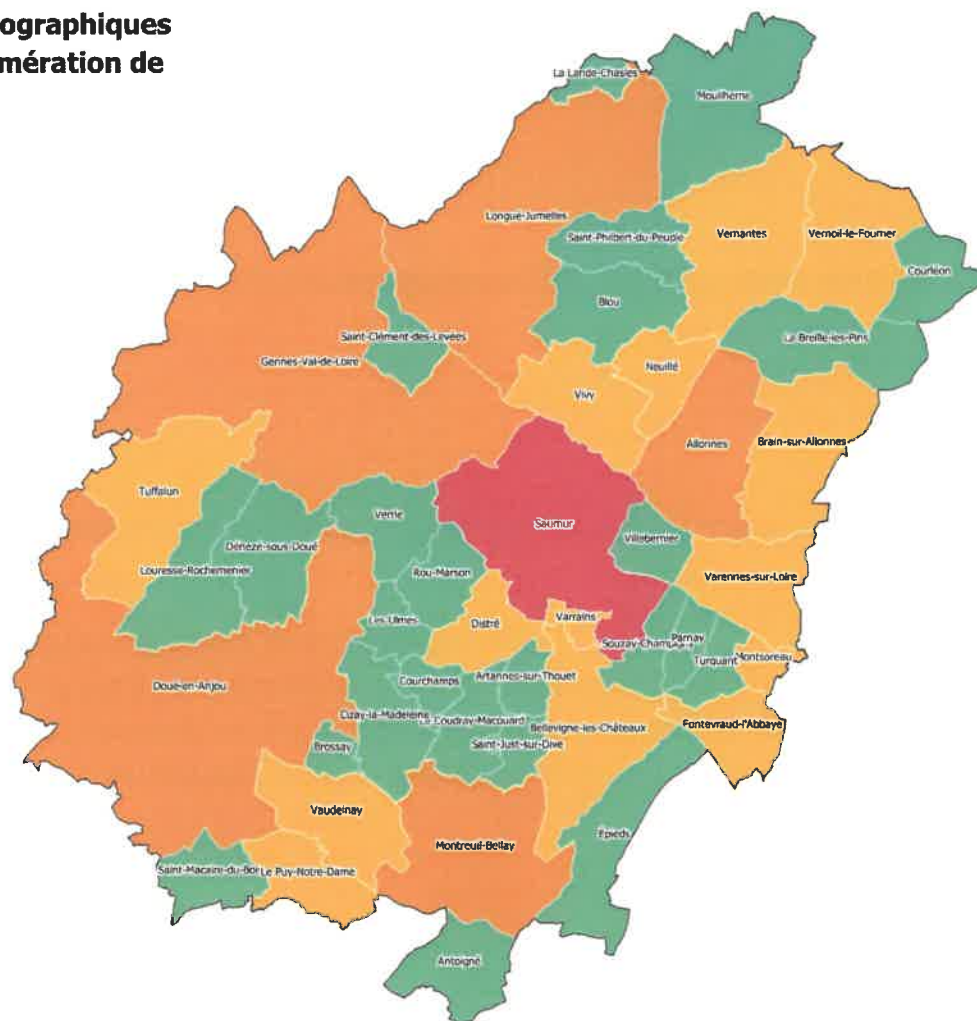 ographiques
mération de
La Lande-Chasles
Mouliherne
Longué-Jumelles
Saint-Philbert-du-Peuple
Vernantes
Vernoil-le-Fourrier
Courléon
Blou
La Breille-les-Pins
Saint-Clément-des-Levées
Gennes-Val-de-Loire
Neuillé
Vivy
Allonnes
Brain-sur-Allonnes
Tuffalun
Saumur
Verrie
Villebernier
Dénezé-sous-Doué
Louresse-Rochemenier
Rou-Marson
Varennes-sur-Loire
Les Ulmes
Distré
Varrains
Parnay
Turquant
Montsoreau
Doué-en-Anjou
Courchamps
Artannes-sur-Thouet
Cizay-la-Madeleine
Le Coudray-Macouard
Bellevigne-les-Châteaux
Fontevraud-l'Abbaye
Brossay
Saint-Just-sur-Dive
Vaudelnay
Épieds
Montreuil-Bellay
Le Puy-Notre-Dame
Antoigné